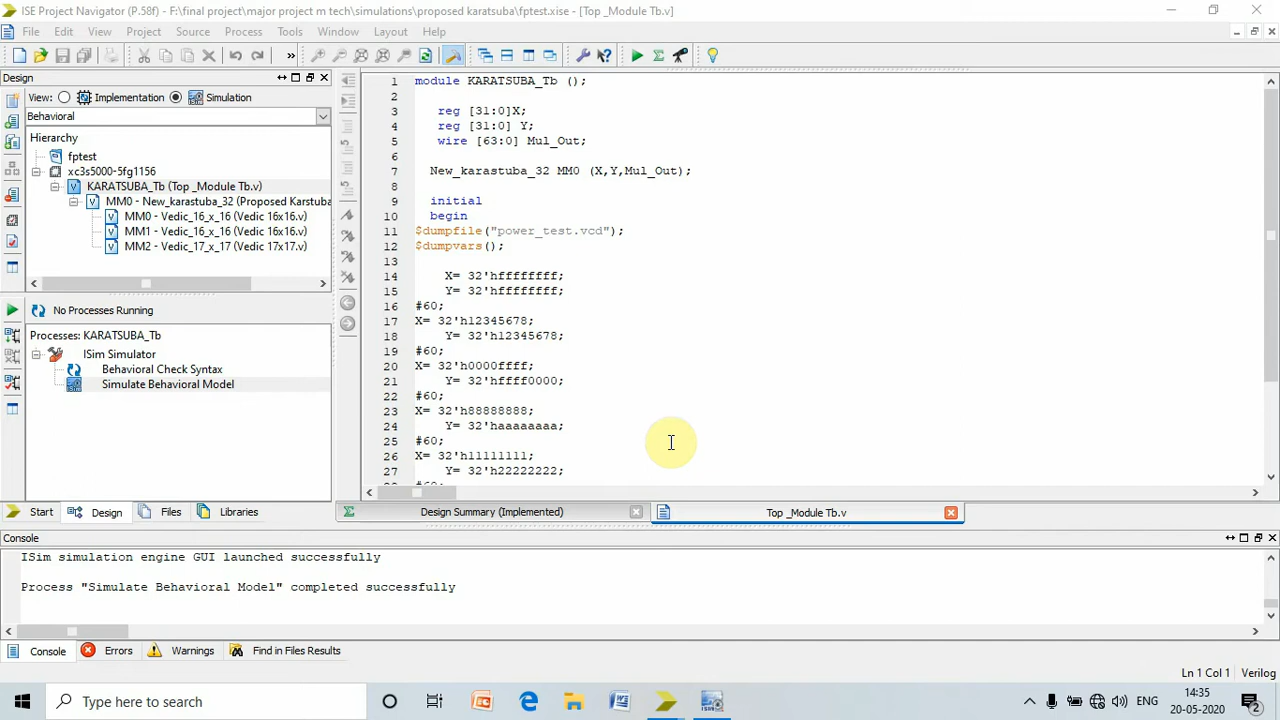 ISE Project Navigator (P.58f) - F:\final project\major project m tech\simulations\proposed karatsuba\fptest.xise - [Top _Module Tb.v]
File Edit View Project Source Process Tools Window Layout Help
Design
View: Implementation Simulation
Behavioral
Hierarchy
fptest
xc3s5000-5fg1156
KARATSUBA_Tb (Top _Module Tb.v)
MM0 - New_karastuba_32 (Proposed Karstuba
MM0 - Vedic_16_x_16 (Vedic 16x16.v)
MM1 - Vedic_16_x_16 (Vedic 16x16.v)
MM2 - Vedic_17_x_17 (Vedic 17x17.v)
No Processes Running
Processes: KARATSUBA_Tb
ISim Simulator
Behavioral Check Syntax
Simulate Behavioral Model
Start Design Files Libraries
1 module KARATSUBA_Tb ();
2
3 reg [31:0]X;
4 reg [31:0] Y;
5 wire [63:0] Mul_Out;
6
7 New_karastuba_32 MM0 (X,Y,Mul_Out);
8
9 initial
10 begin
11 $dumpfile("power_test.vcd");
12 $dumpvars();
13
14 X= 32'hffffffff;
15 Y= 32'hffffffff;
16 #60;
17 X= 32'h12345678;
18 Y= 32'h12345678;
19 #60;
20 X= 32'h0000ffff;
21 Y= 32'hffff0000;
22 #60;
23 X= 32'h88888888;
24 Y= 32'haaaaaaaa;
25 #60;
26 X= 32'h11111111;
27 Y= 32'h22222222;
Design Summary (Implemented) Top _Module Tb.v
Console
ISim simulation engine GUI launched successfully
Process "Simulate Behavioral Model" completed successfully
Console Errors Warnings Find in Files Results
Ln 1 Col 1 Verilog
Type here to search
ENG
14:35
20-05-2020
2